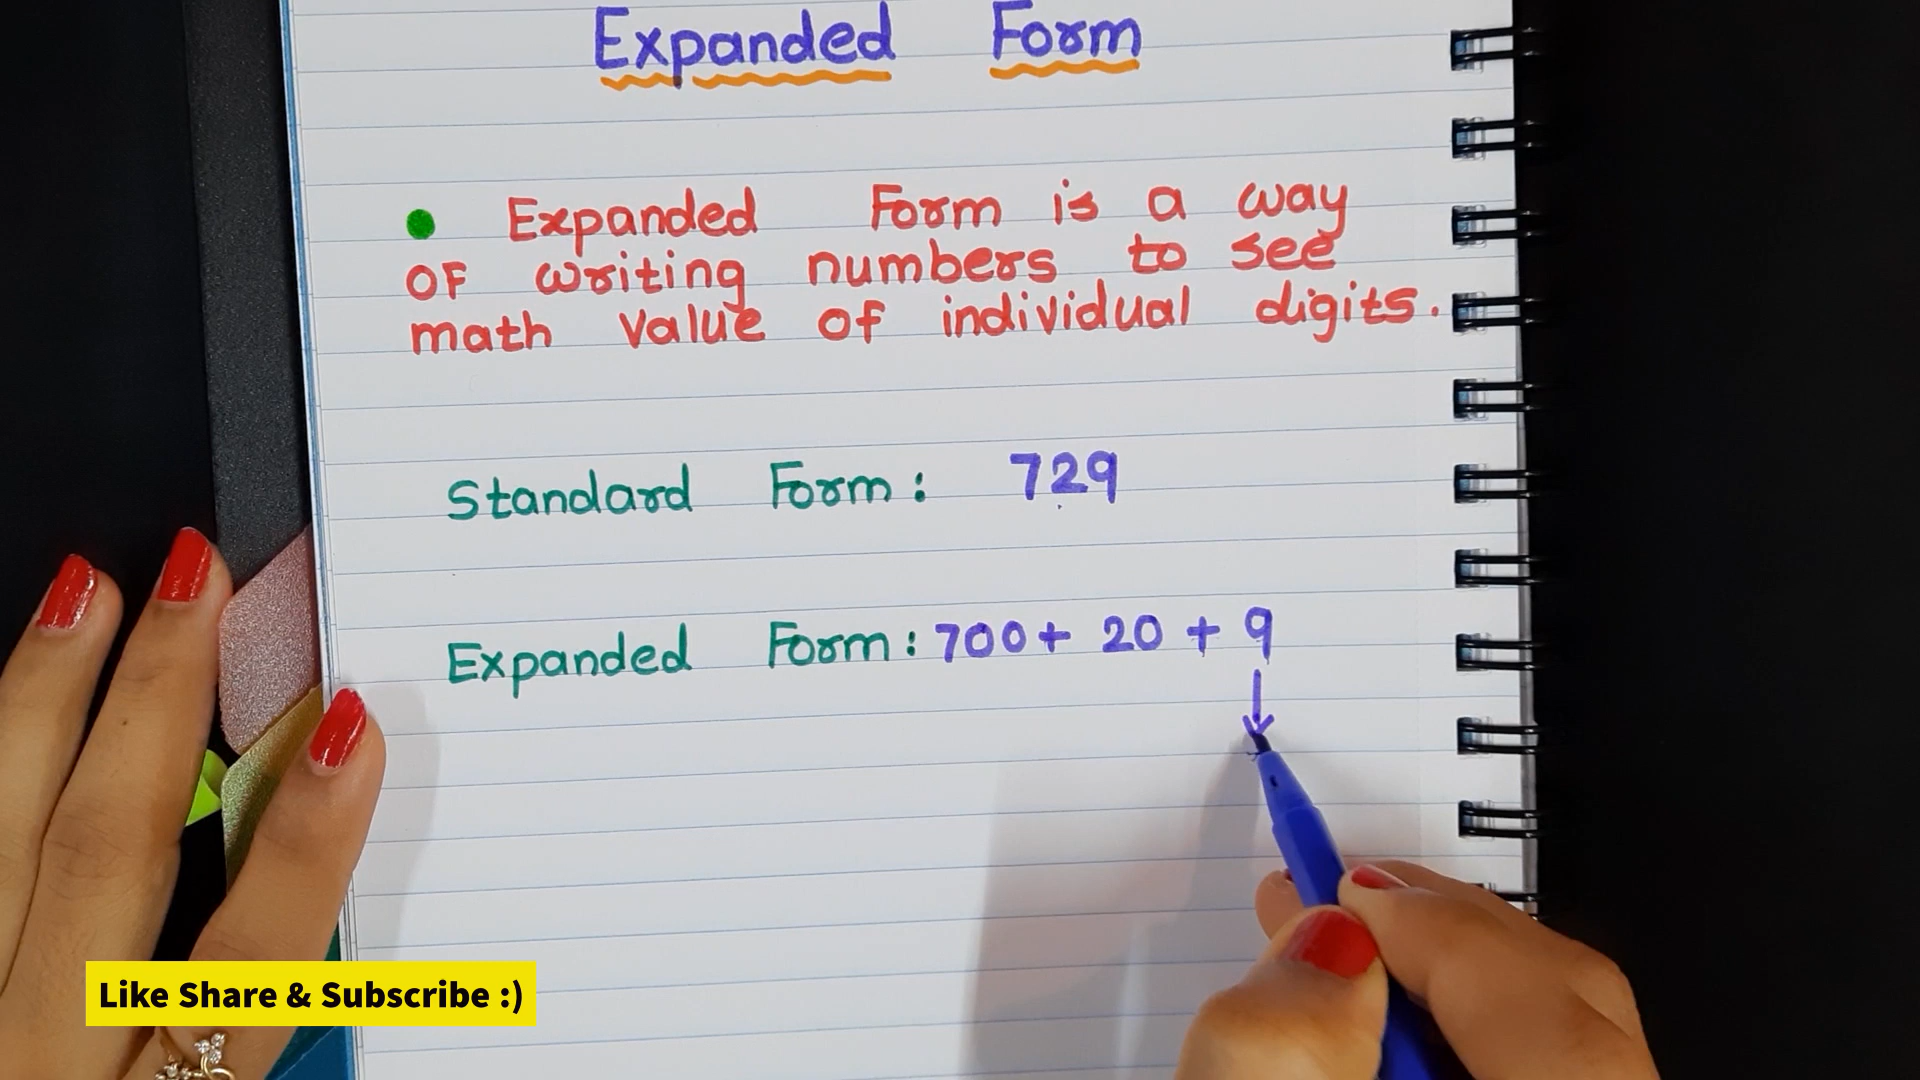 Expanded Form
Expanded Form is a way
of writing numbers to see
math value of individual digits.
Standard Form: 729
Expanded Form: 700+ 20 + 9
Like Share & Subscribe :)